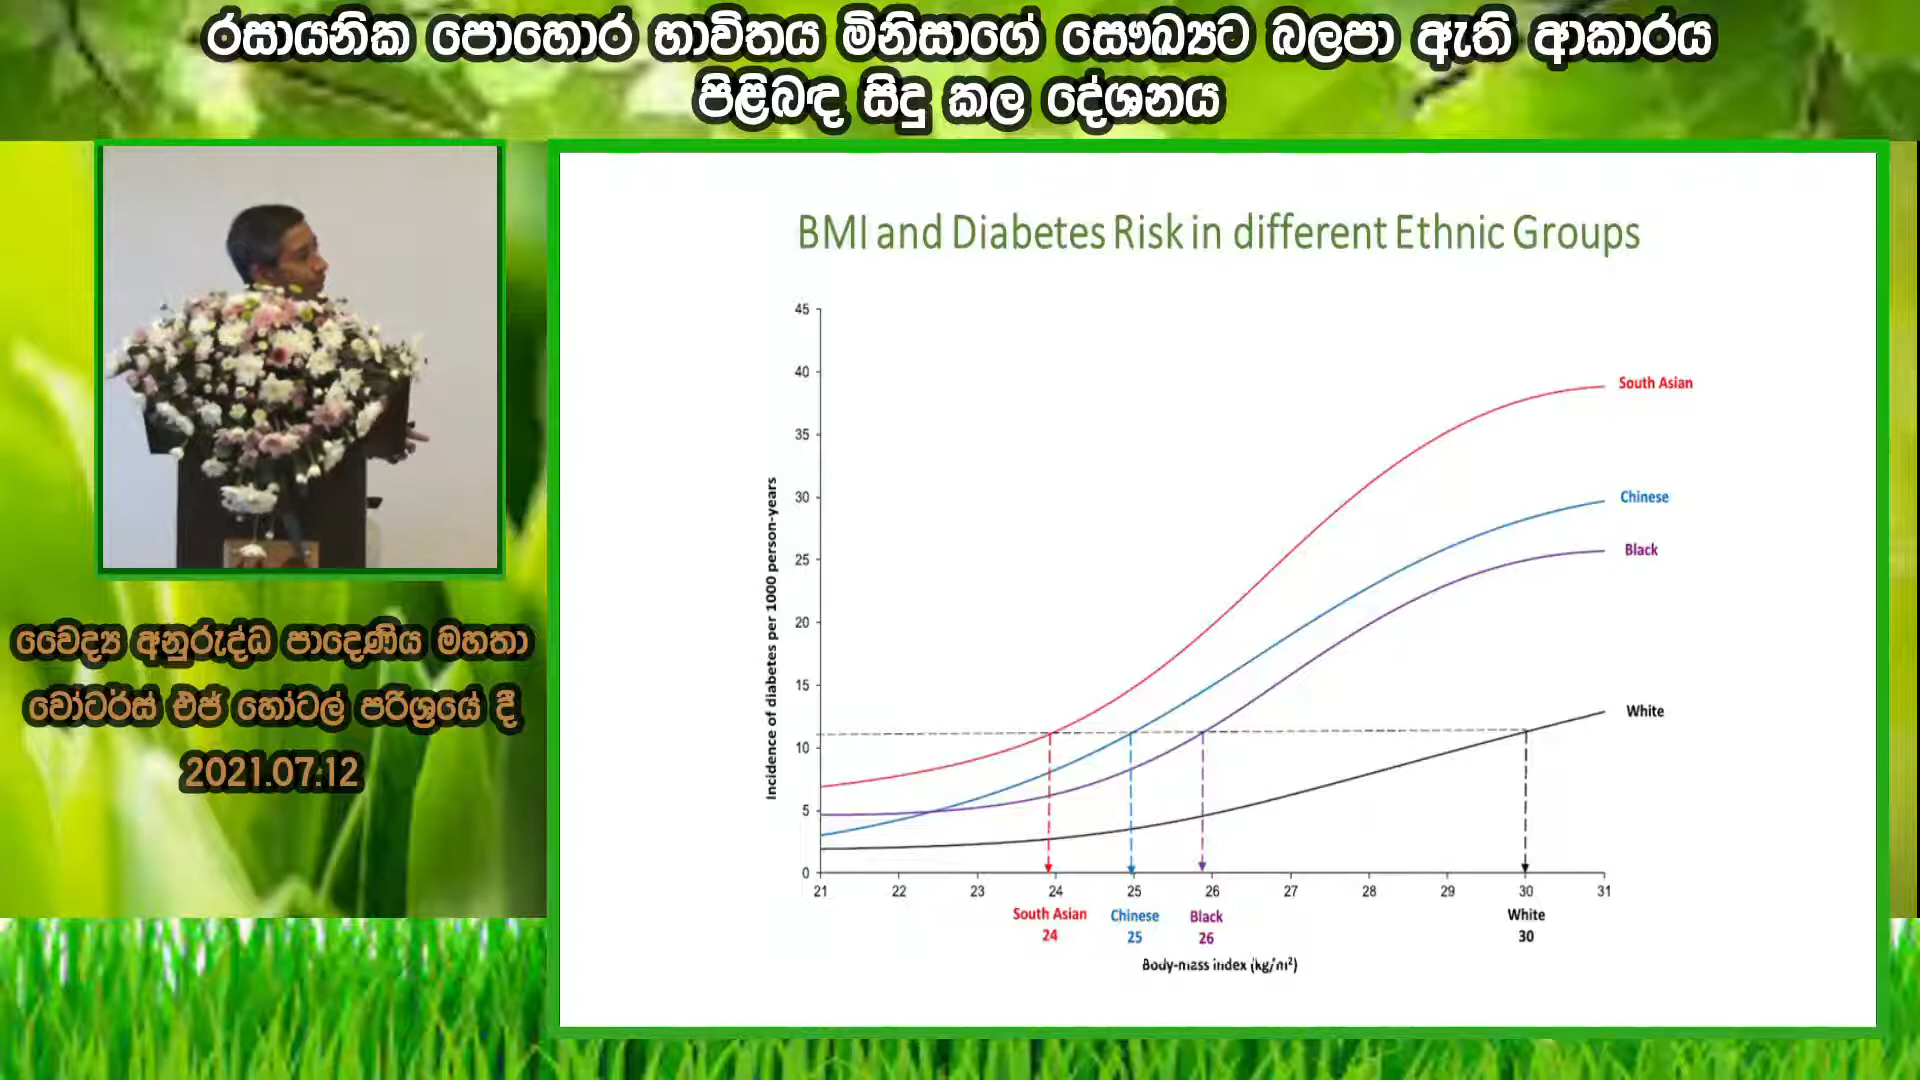 රසායනික පොහොර භාවිතය මිනිසාගේ සෞඛ්‍යට බලපා ඇති ආකාරය
පිළිබඳ සිදු කල දේශනය
BMI and Diabetes Risk in different Ethnic Groups
45
40
35
30
25
20
15
10
5
0
Incidence of diabetes per 1000 person-years
South Asian
Chinese
Black
White
21 22 23 24 25 26 27 28 29 30 31
South Asian Chinese Black White
24 25 26 30
Body-mass index (kg/m²)
වෛද්‍ය අනුරුද්ධ පාදෙණිය මහතා
වෝටර්ස් එජ් හෝටල් පරිශ්‍රයේ දී
2021.07.12